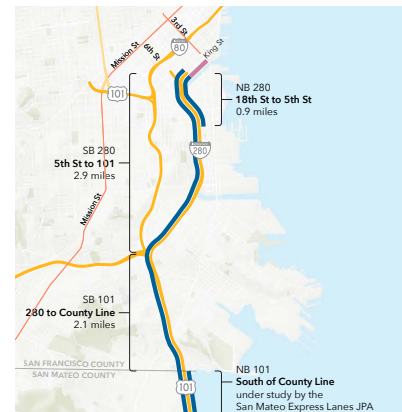 3rd St
Mission St
6th St
80
King St
101
NB 280
18th St to 5th St
0.9 miles
SB 280
5th St to 101
2.9 miles
280
Mission St
SB 101
280 to County Line
2.1 miles
SAN FRANCISCO COUNTY
SAN MATEO COUNTY
101
NB 101
South of County Line
under study by the
San Mateo Express Lanes JPA